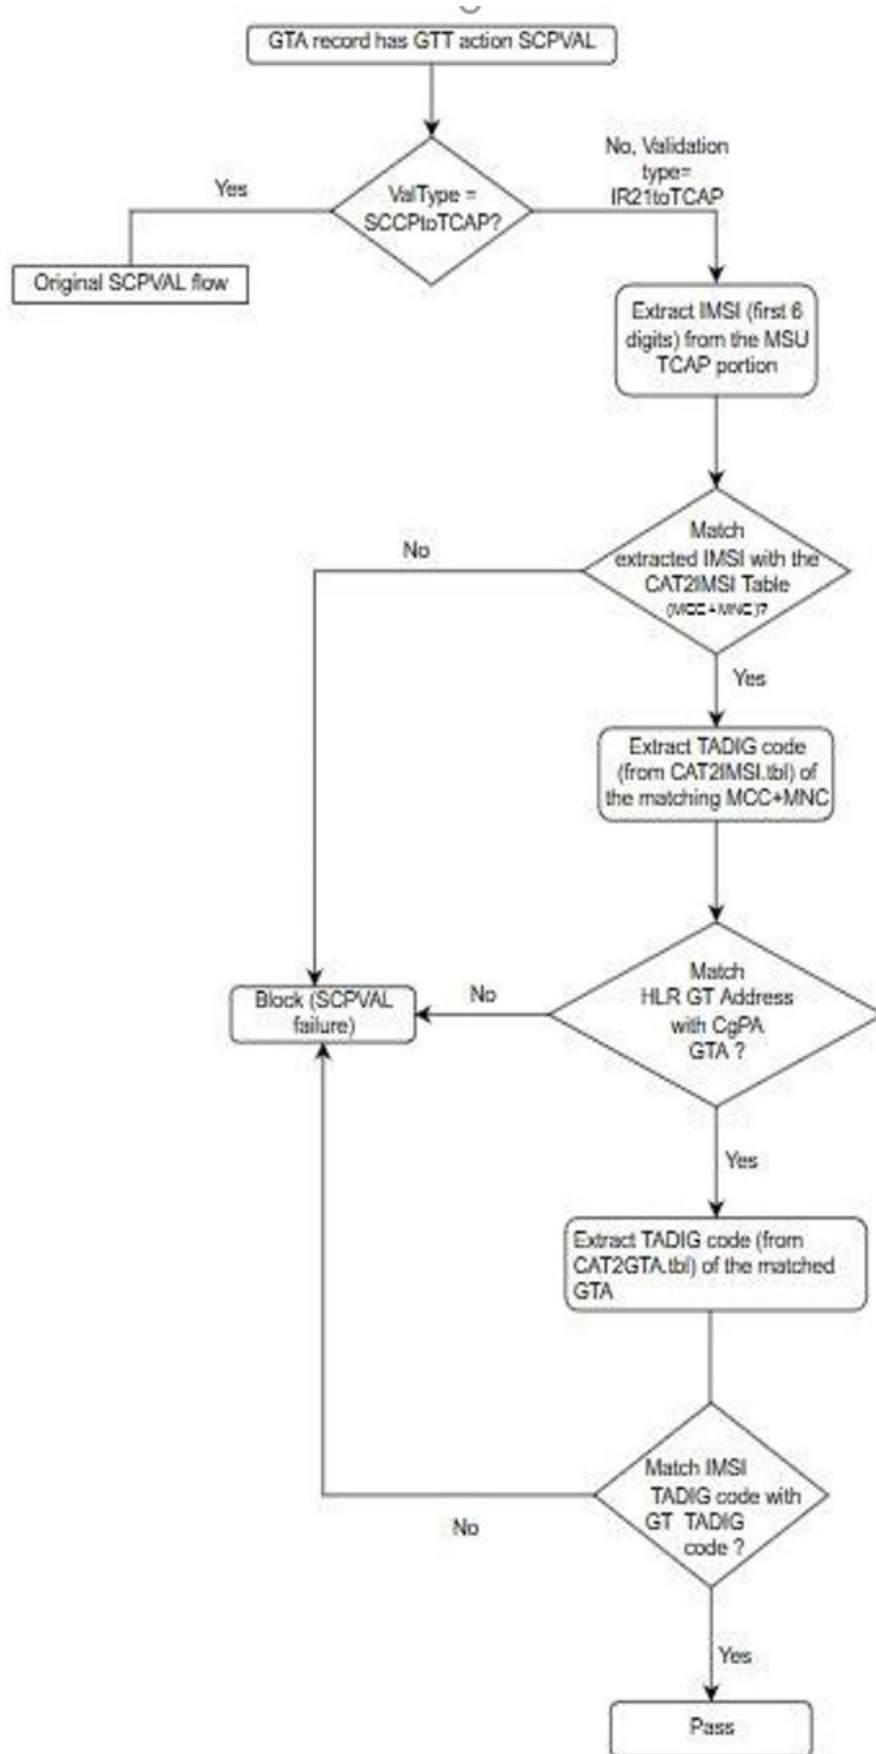 GTA record has GTT action SCPVAL
ValType =
SCCPtoTCAP?
Yes
No, Validation
type=
IR21toTCAP
Original SCPVAL flow
Extract IMSI (first 6
digits) from the MSU
TCAP portion
Match
extracted IMSI with the
CAT2IMSI Table
(MCC+MNC)?
No
Yes
Extract TADIG code
(from CAT2IMSI.tbl) of
the matching MCC+MNC
Match
HLR GT Address
with CgPA
GTA ?
No
Block (SCPVAL
failure)
Yes
Extract TADIG code (from
CAT2GTA.tbl) of the matched
GTA
Match IMSI
TADIG code with
GT TADIG
code ?
No
Yes
Pass